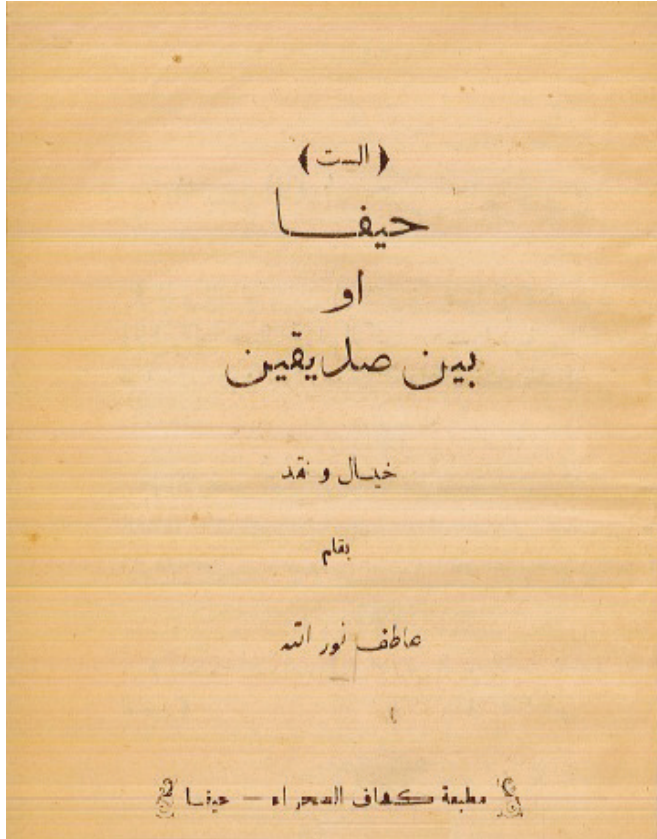 (الست)
حيفا
او
بين صديقين
خيال و نقد
بقلم
عاطف نور الله
مطبعة كشاف الصحراء — حيفا